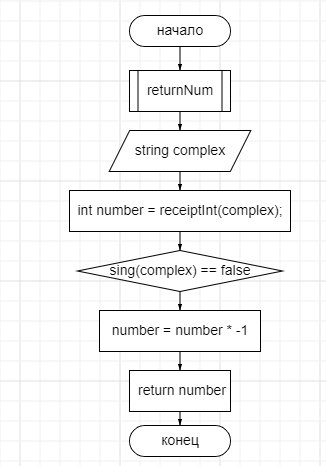 начало
returnNum
string complex
int number = receiptInt(complex);
sing(complex) == false
number = number * -1
return number
конец